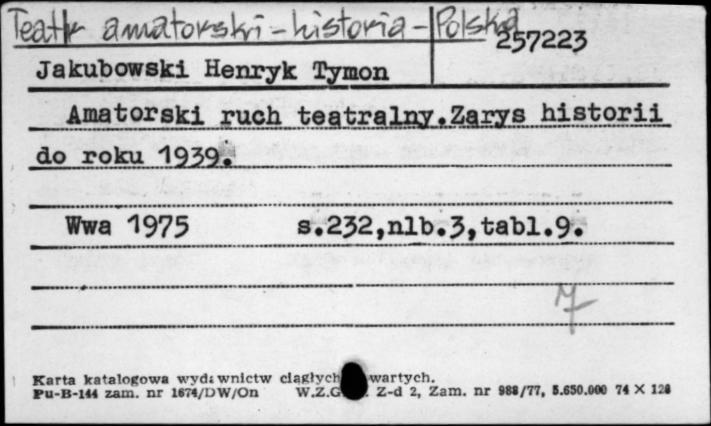 Teatr amatorski - historia - Polska
257223
Jakubowski Henryk Tymon
Amatorski ruch teatralny.Zarys historii
do roku 1939.
Wwa 1975 s.232,nlb.3,tabl.9.
Karta katalogowa wydawnictw ciągłych wartych.
Pu-B-144 zam. nr 1674/DW/On W.Z.G Z-d 2, Zam. nr 988/77, 5.650.000 74 X 128